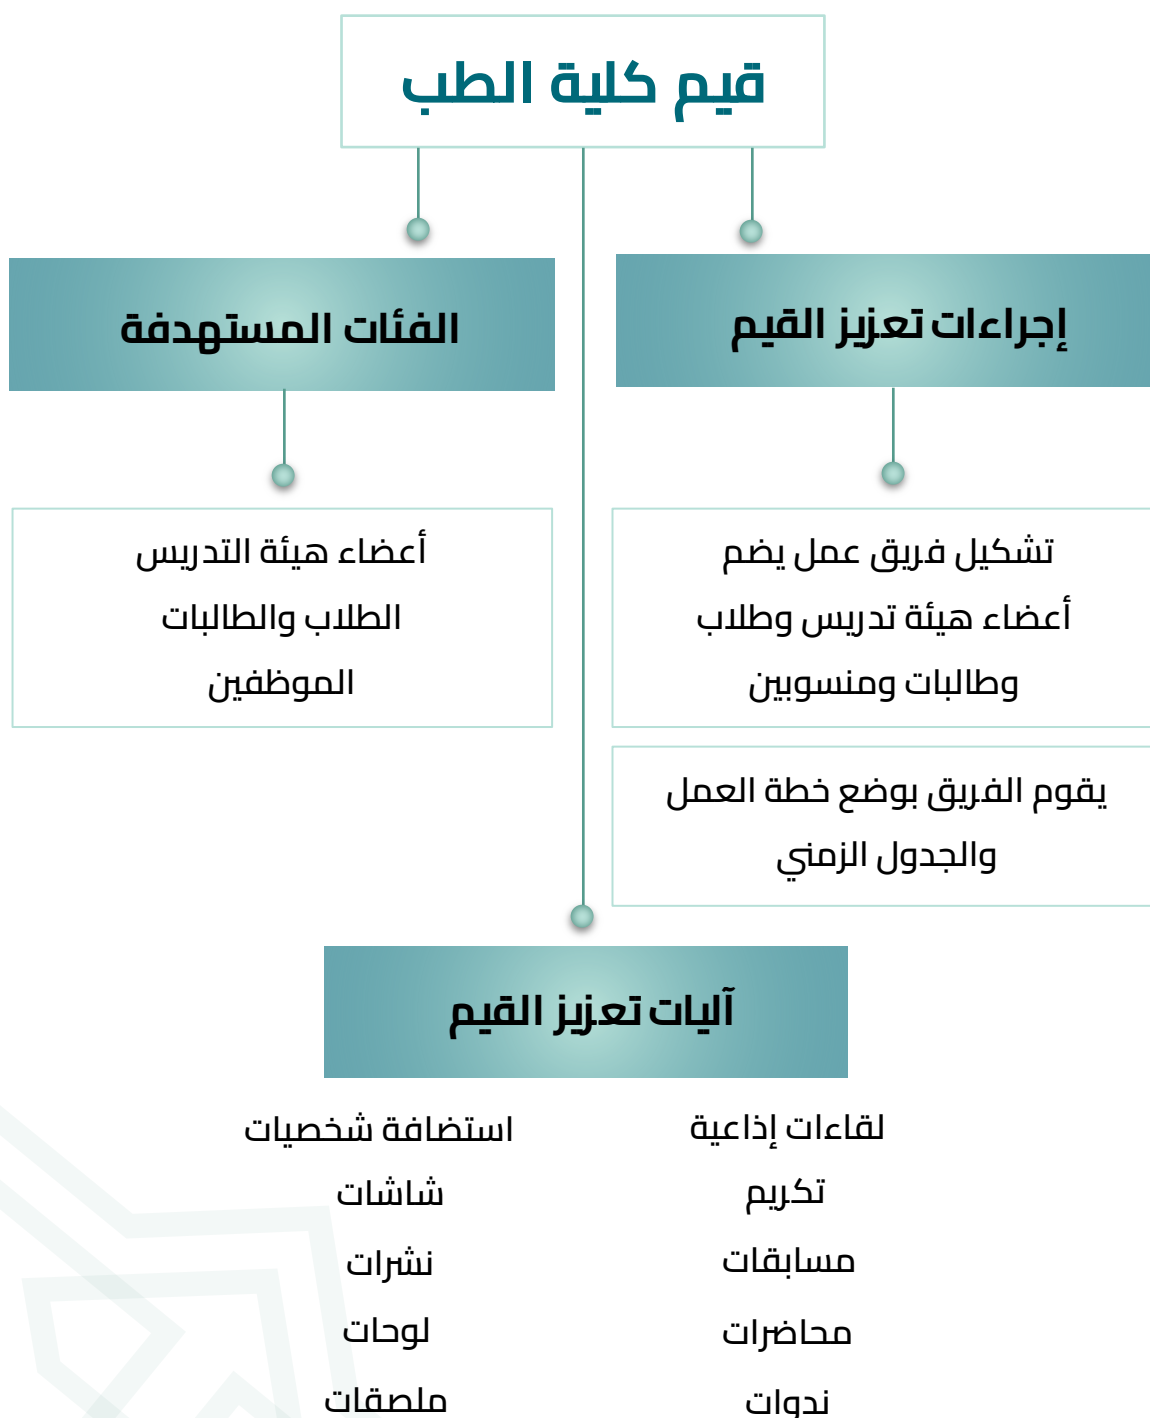 قيم كلية الطب
إجراءات تعزيز القيم
تشكيل فريق عمل يضم
أعضاء هيئة تدريس وطلاب
وطالبات ومنسوبين
يقوم الفريق بوضع خطة العمل
والجدول الزمني
الفئات المستهدفة
أعضاء هيئة التدريس
الطلاب والطالبات
الموظفين
آليات تعزيز القيم
لقاءات إذاعية
تكريم
مسابقات
محاضرات
ندوات
استضافة شخصيات
شاشات
نشرات
لوحات
ملصقات